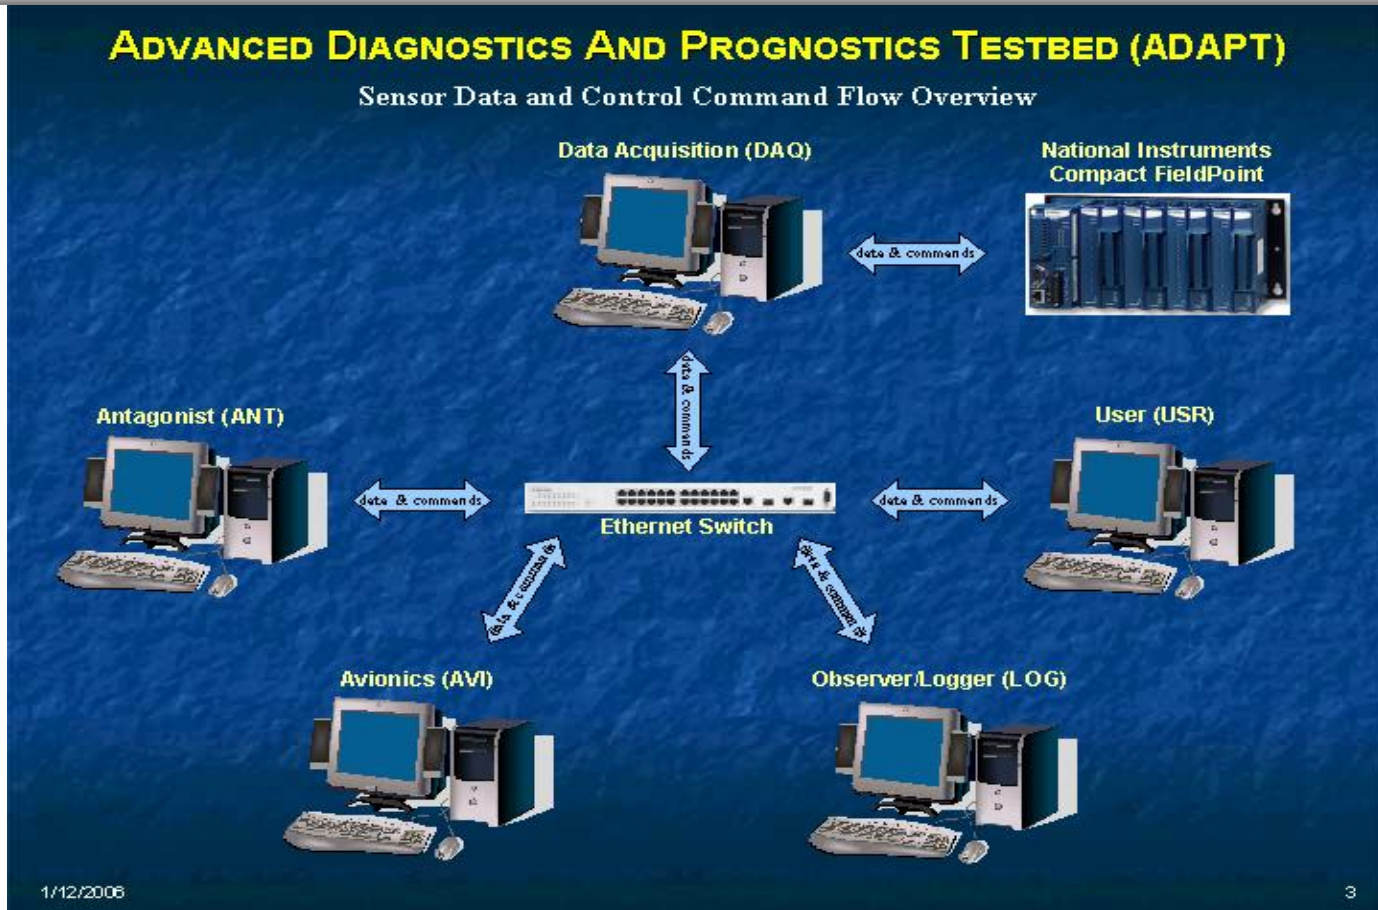 ADVANCED DIAGNOSTICS AND PROGNOSTICS TESTBED (ADAPT)
Sensor Data and Control Command Flow Overview
Data Acquisition (DAQ)
National Instruments
Compact FieldPoint
data & commands
data & commands
Antagonist (ANT)
User (USR)
data & commands
data & commands
Ethernet Switch
data & commands
data & commands
Avionics (AVI)
Observer/Logger (LOG)
1/12/2006
3